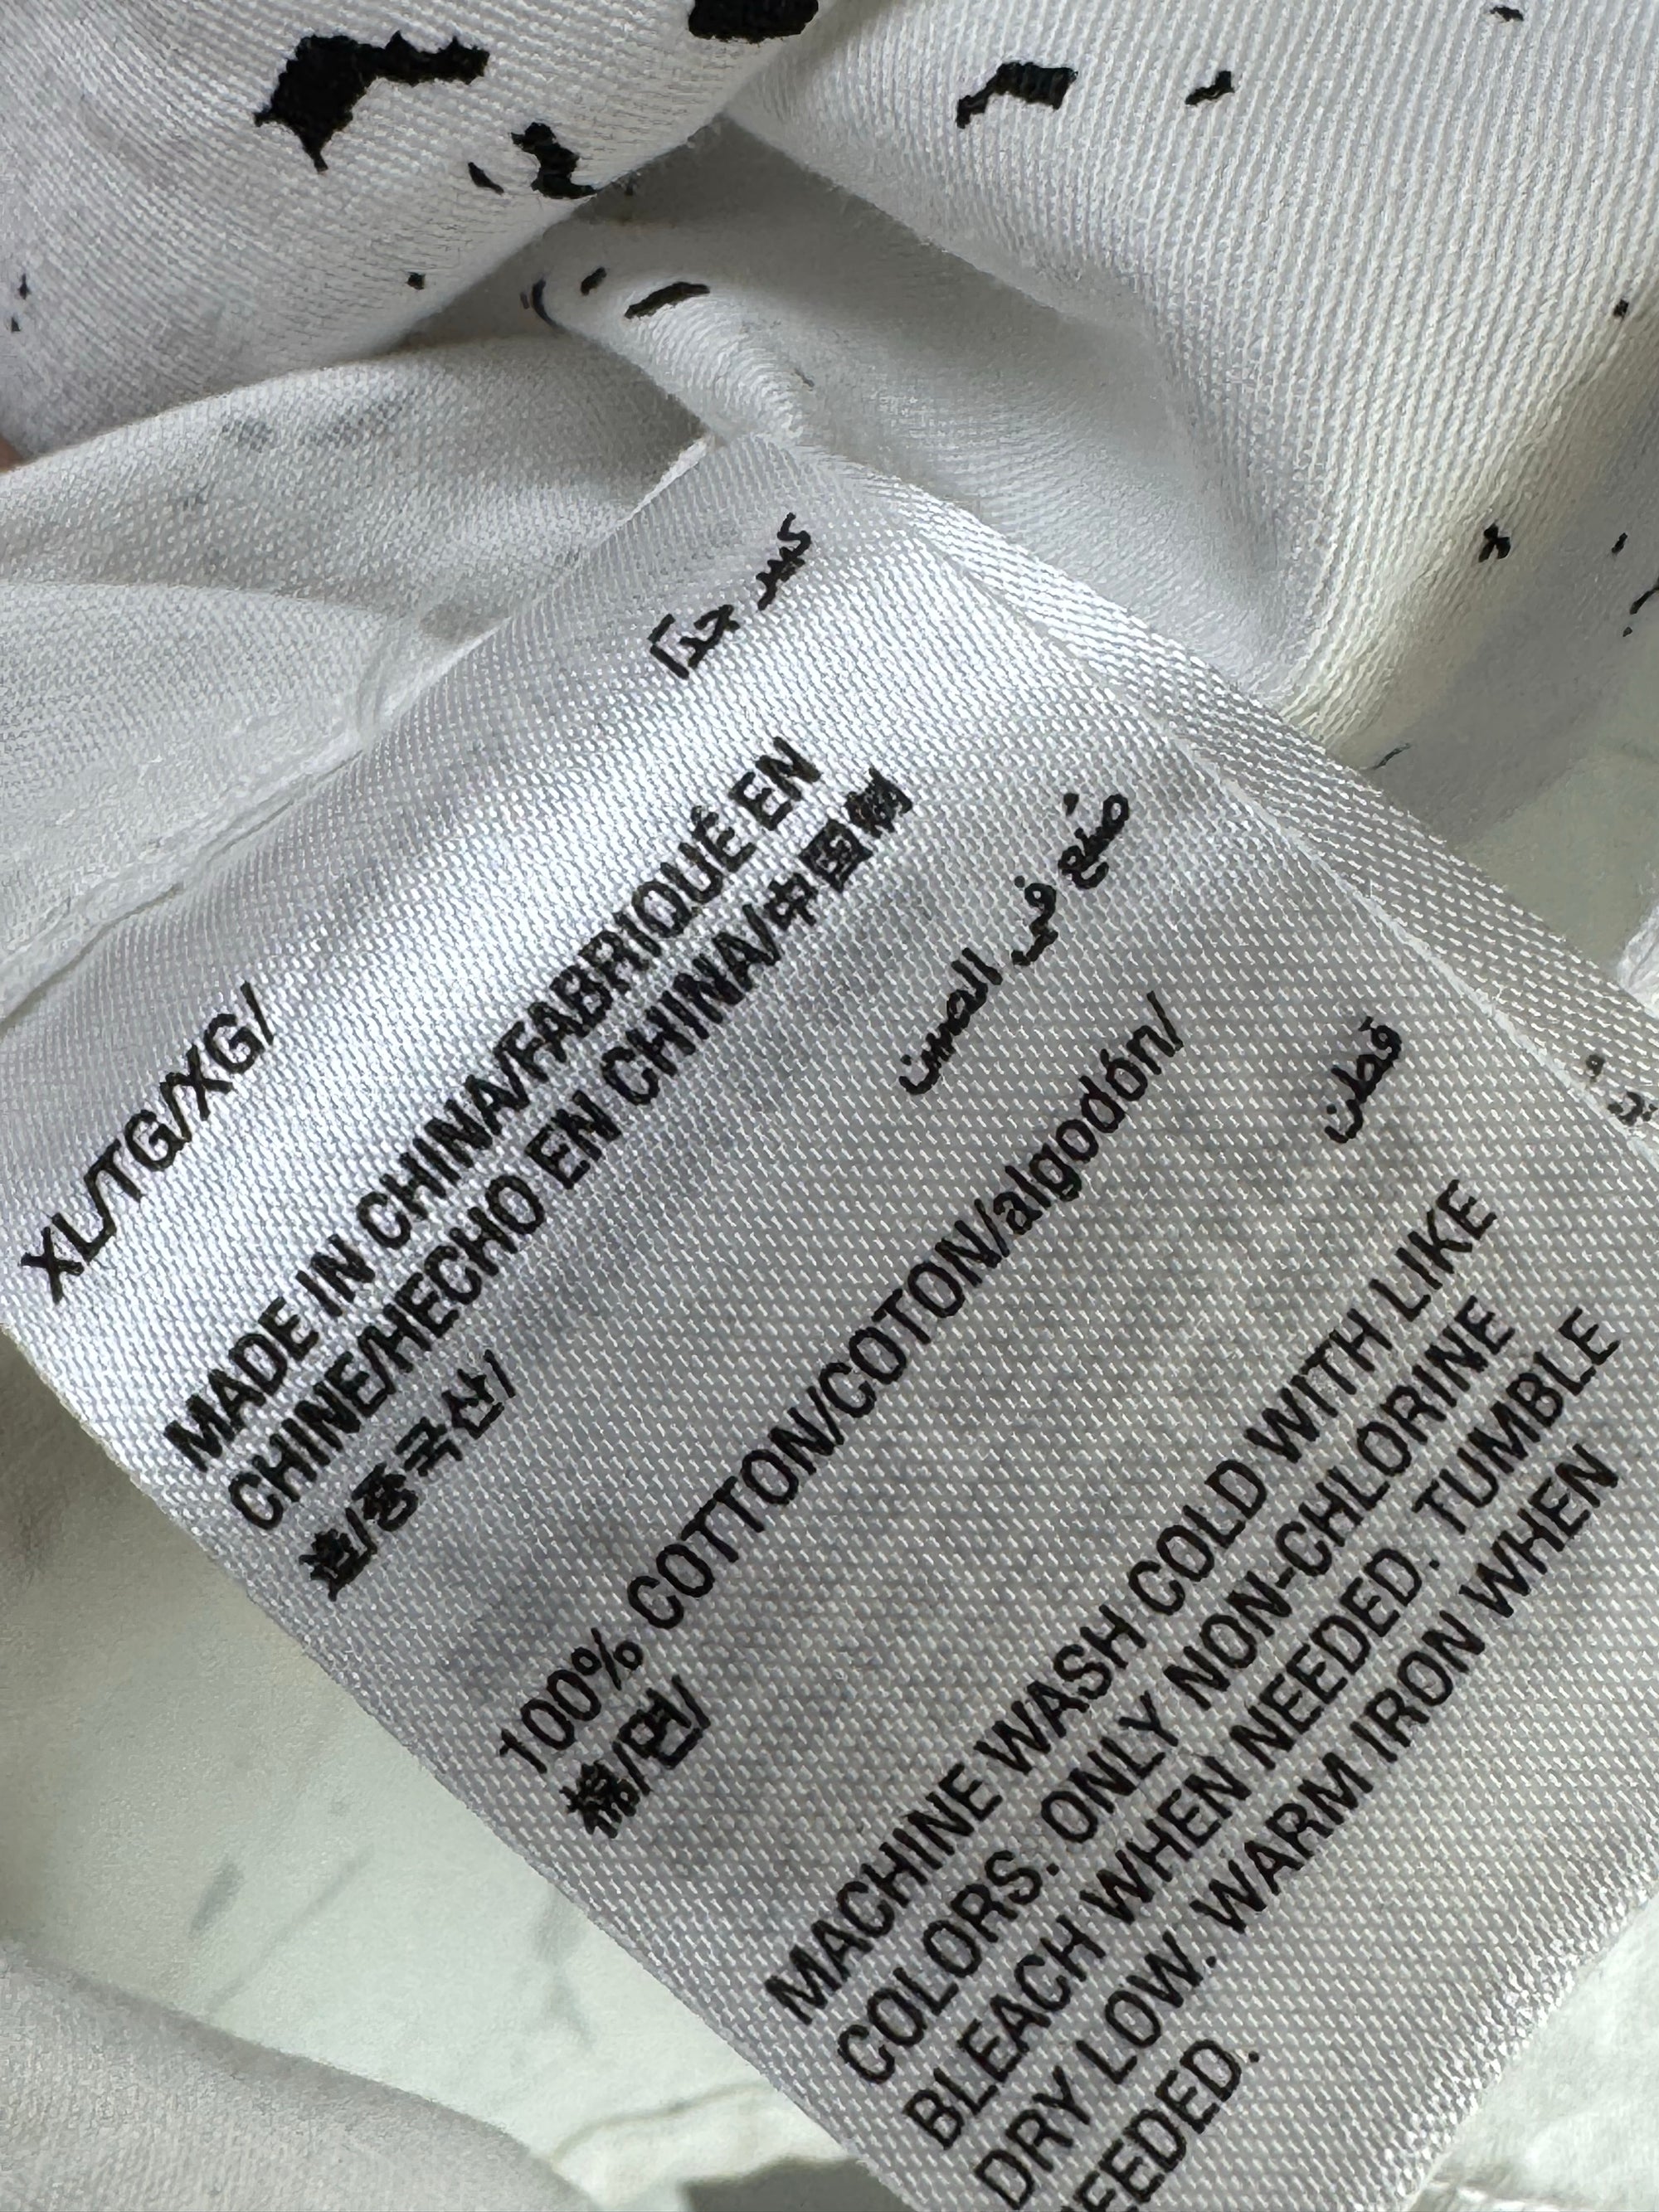 XL/TG/XG/
كبير جداً
MADE IN CHINA/FABRIQUÉ EN
CHINE/HECHO EN CHINA/中国制
造/중국산/
صنع في الصين
100% COTTON/COTON/algodón/
棉/면/
قطن
MACHINE WASH COLD WITH LIKE
COLORS. ONLY NON-CHLORINE
BLEACH WHEN NEEDED. TUMBLE
DRY LOW. WARM IRON WHEN
NEEDED.